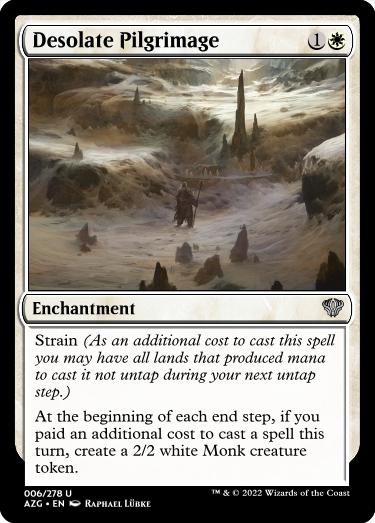 Desolate Pilgrimage 1
Enchantment
Strain (As an additional cost to cast this spell
you may have all lands that produced mana
to cast it not untap during your next untap
step.)
At the beginning of each end step, if you
paid an additional cost to cast a spell this
turn, create a 2/2 white Monk creature
token.
006/278 U
AZG • EN Raphael Lübke
™ & © 2022 Wizards of the Coast